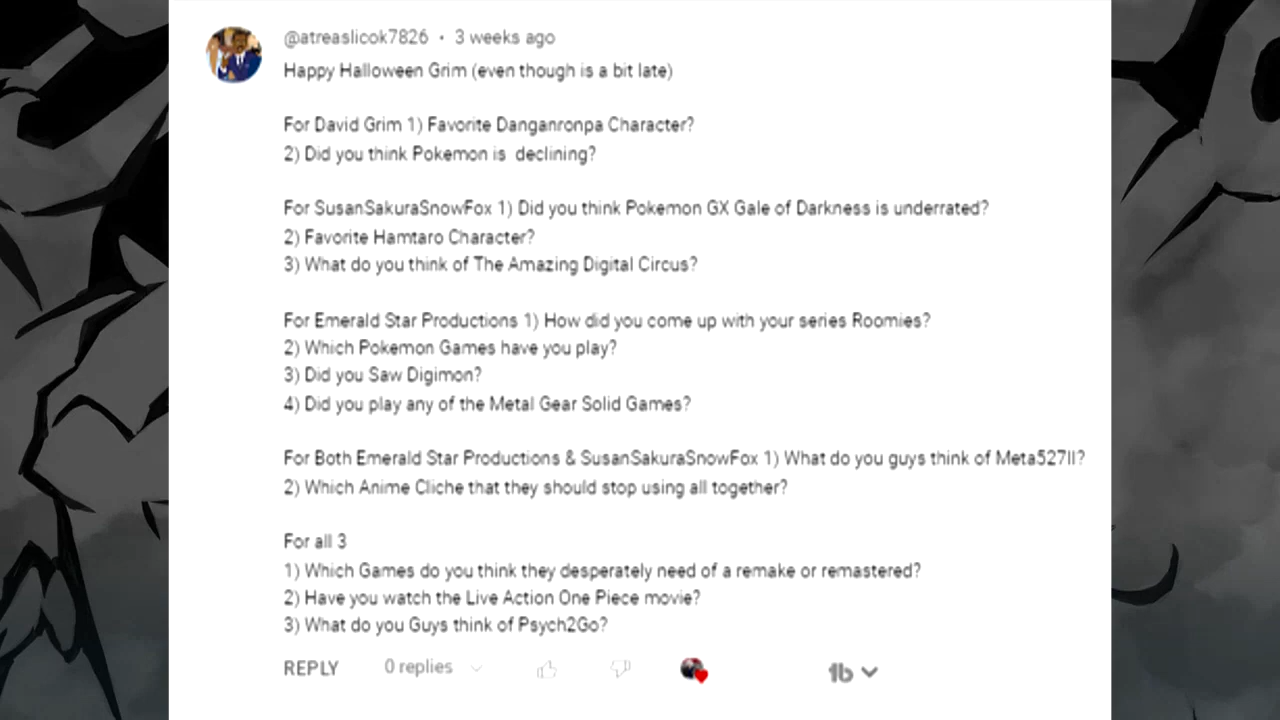 @atreaslicok7826 • 3 weeks ago
Happy Halloween Grim (even though is a bit late)
For David Grim 1) Favorite Danganronpa Character?
2) Did you think Pokemon is declining?
For SusanSakuraSnowFox 1) Did you think Pokemon GX Gale of Darkness is underrated?
2) Favorite Hamtaro Character?
3) What do you think of The Amazing Digital Circus?
For Emerald Star Productions 1) How did you come up with your series Roomies?
2) Which Pokemon Games have you play?
3) Did you Saw Digimon?
4) Did you play any of the Metal Gear Solid Games?
For Both Emerald Star Productions & SusanSakuraSnowFox 1) What do you guys think of Meta527II?
2) Which Anime Cliche that they should stop using all together?
For all 3
1) Which Games do you think they desperately need of a remake or remastered?
2) Have you watch the Live Action One Piece movie?
3) What do you Guys think of Psych2Go?
REPLY 0 replies